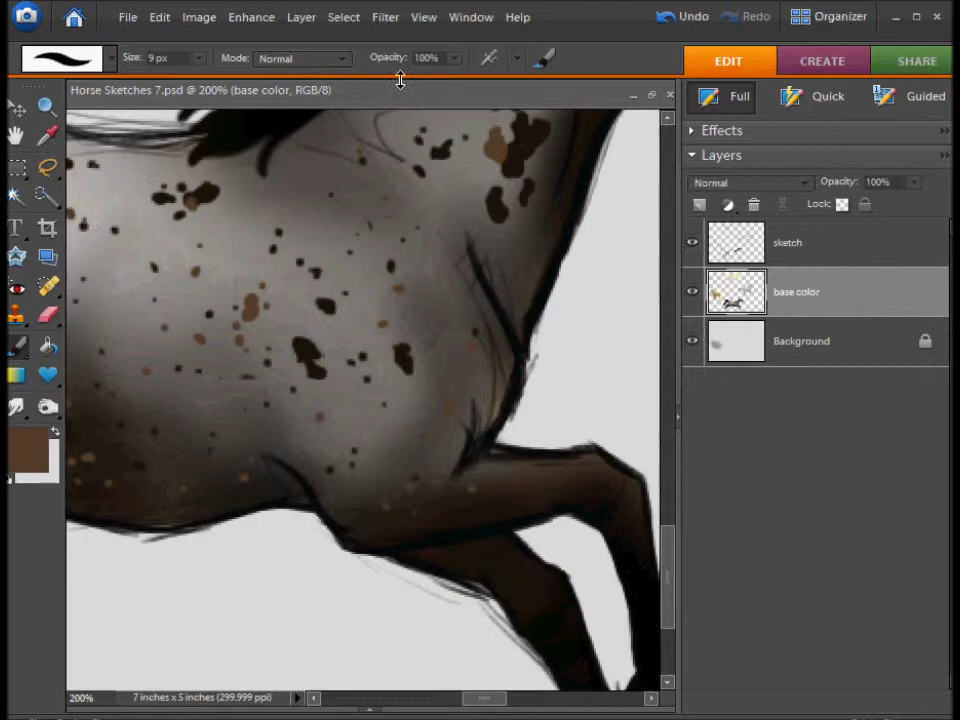 File Edit Image Enhance Layer Select Filter View Window Help Undo Redo Organizer
Size: 9 px Mode: Normal Opacity: 100% EDIT CREATE SHARE
Horse Sketches 7.psd @ 200% (base color, RGB/8)
Full Quick Guided
Effects
Layers
Normal Opacity: 100%
Lock:
sketch
base color
Background
200% 7 inches x 5 inches (299.999 ppi)